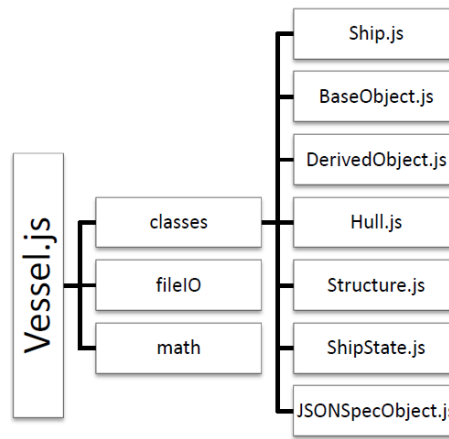 Vessel.js
classes
fileIO
math
Ship.js
BaseObject.js
DerivedObject.js
Hull.js
Structure.js
ShipState.js
JSONSpecObject.js